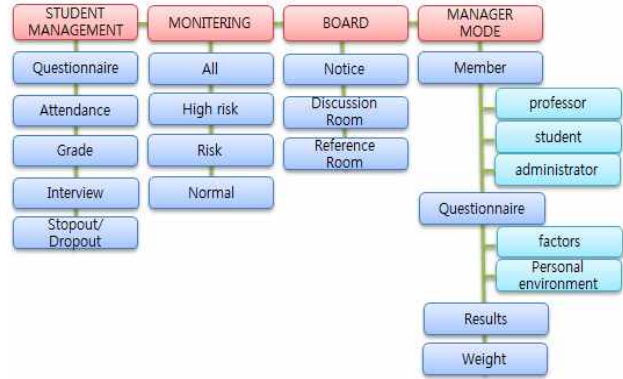 STUDENT
MANAGEMENT
Questionnaire
Attendance
Grade
Interview
Stopout/
Dropout
MONITERING
All
High risk
Risk
Normal
BOARD
Notice
Discussion
Room
Reference
Room
MANAGER
MODE
Member
professor
student
administrator
Questionnaire
factors
Personal
environment
Results
Weight